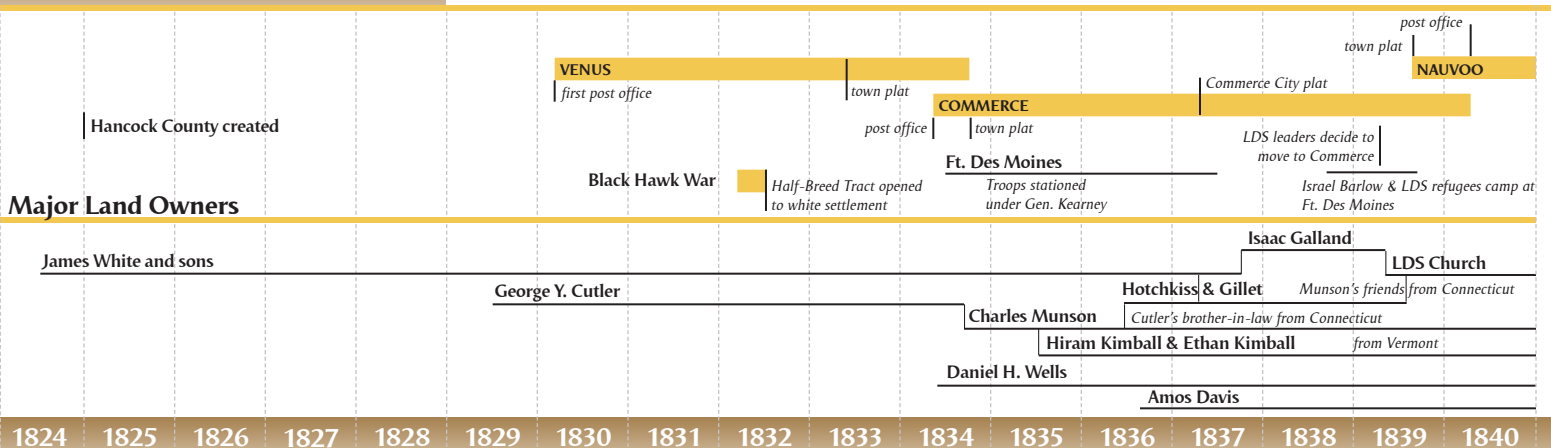 post office
town plat
VENUS
NAUVOO
Commerce City plat
first post office
town plat
COMMERCE
Hancock County created
post office
town plat
LDS leaders decide to
move to Commerce
Ft. Des Moines
Black Hawk War
Half-Breed Tract opened
to white settlement
Troops stationed
under Gen. Kearney
Israel Barlow & LDS refugees camp at
Ft. Des Moines
Major Land Owners
Isaac Galland
James White and sons
LDS Church
George Y. Cutler
Hotchkiss & Gillet
Munson's friends from Connecticut
Charles Munson
Cutler's brother-in-law from Connecticut
Hiram Kimball & Ethan Kimball
from Vermont
Daniel H. Wells
Amos Davis
1824 1825 1826 1827 1828 1829 1830 1831 1832 1833 1834 1835 1836 1837 1838 1839 1840